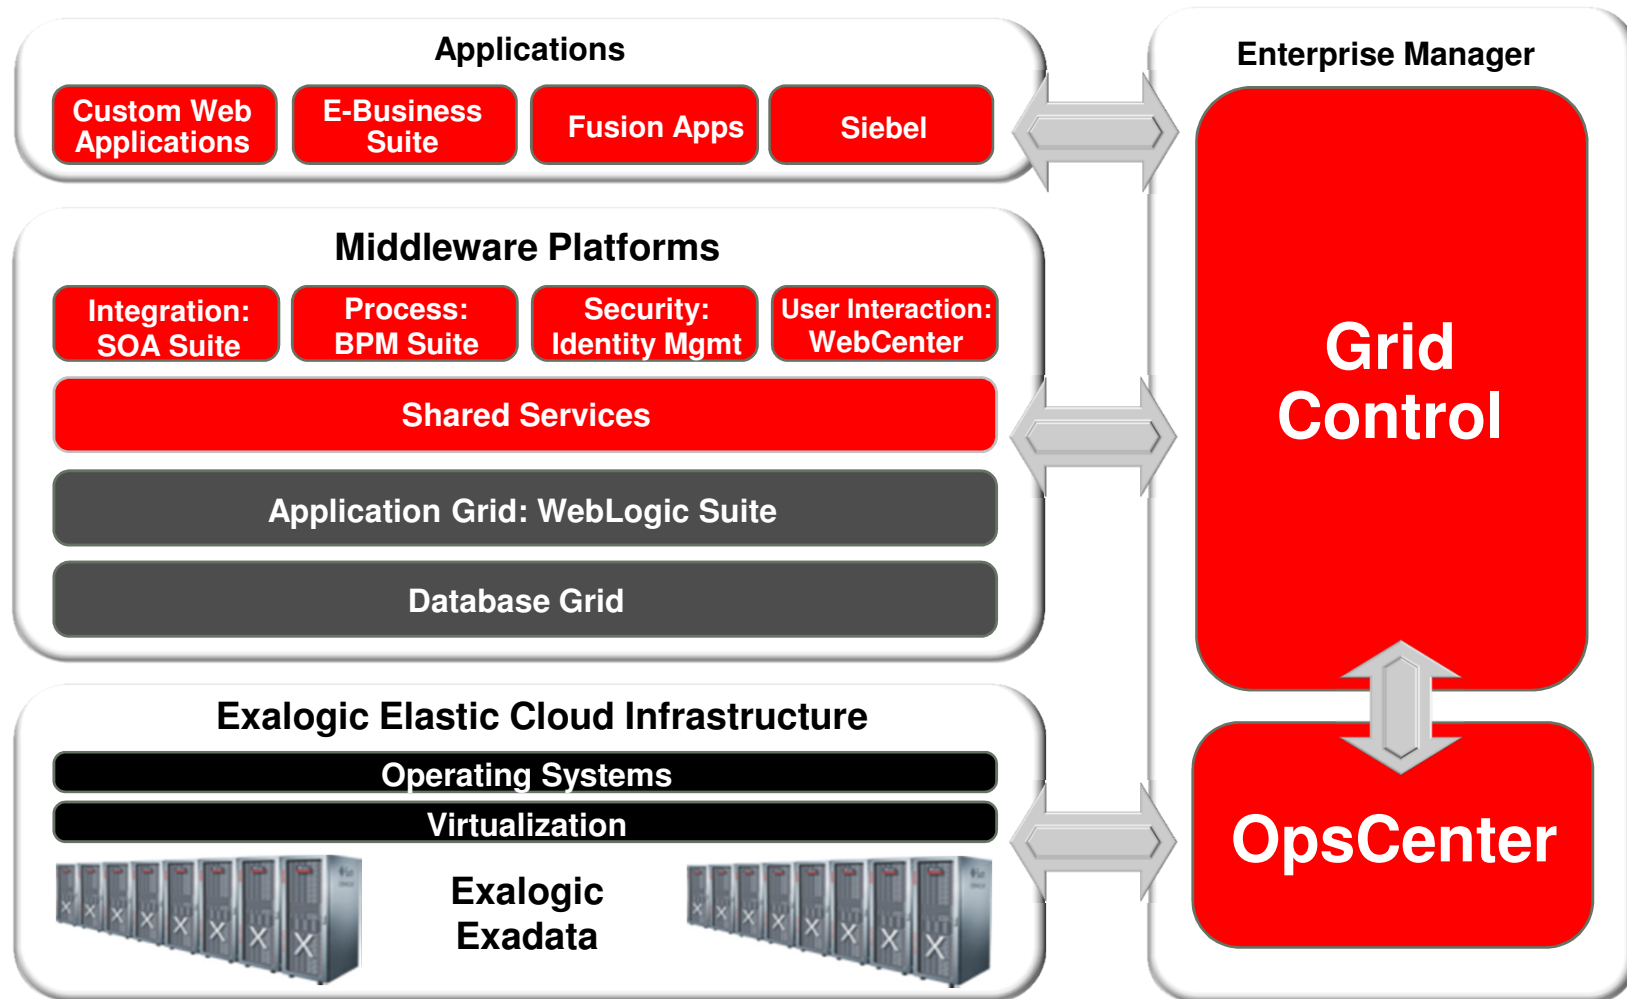 Applications
Custom Web
Applications
E-Business
Suite
Fusion Apps
Siebel
Middleware Platforms
Integration:
SOA Suite
Process:
BPM Suite
Security:
Identity Mgmt
User Interaction:
WebCenter
Shared Services
Application Grid: WebLogic Suite
Database Grid
Exalogic Elastic Cloud Infrastructure
Operating Systems
Virtualization
Exalogic
Exadata
Enterprise Manager
Grid
Control
OpsCenter